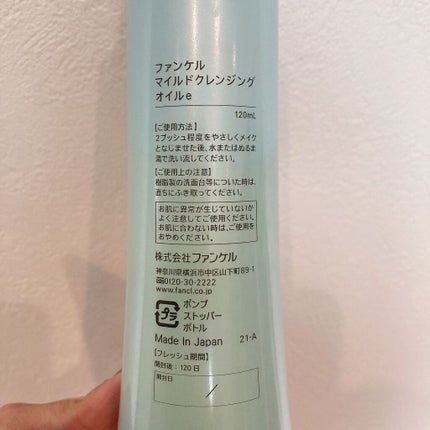 ファンケル
マイルドクレンジング
オイルe
120mL
【ご使用方法】
2プッシュ程度をやさしくメイク
となじませた後、水またはぬるま
湯で洗い流してください。
【ご使用上の注意】
樹脂製の洗面台等についた時は、
直ちにふき取ってください。
お肌に異常が生じていないか
よく注意してご使用ください。
お肌に合わない時は、ご使用を
おやめください。
株式会社ファンケル
神奈川県横浜市中区山下町89-1
0120-30-2222
www.fancl.co.jp
プラ
ポンプ
ストッパー
ボトル
Made In Japan 21-A
【フレッシュ期間】
開封後：120日
開封日
/